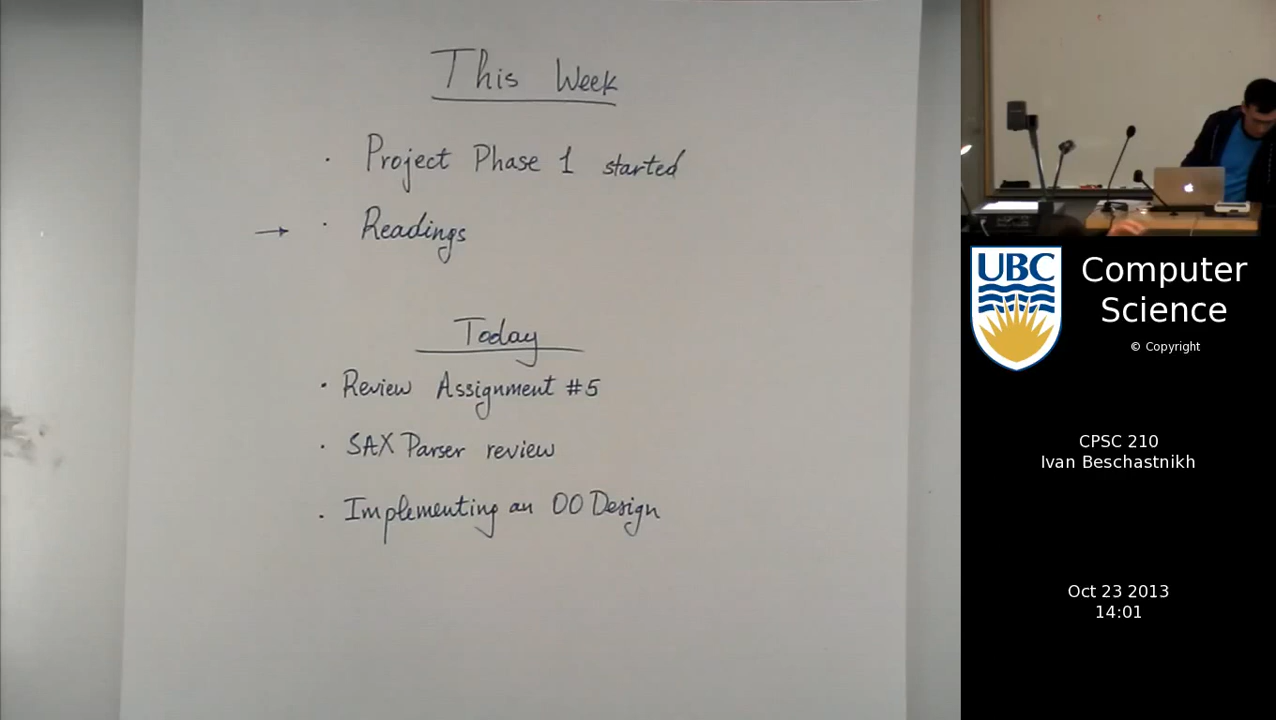 This Week
· Project Phase 1 started
→ · Readings
Today
· Review Assignment #5
· SAX Parser review
· Implementing an OO Design
UBC
Computer
Science
© Copyright
CPSC 210
Ivan Beschastnikh
Oct 23 2013
14:01